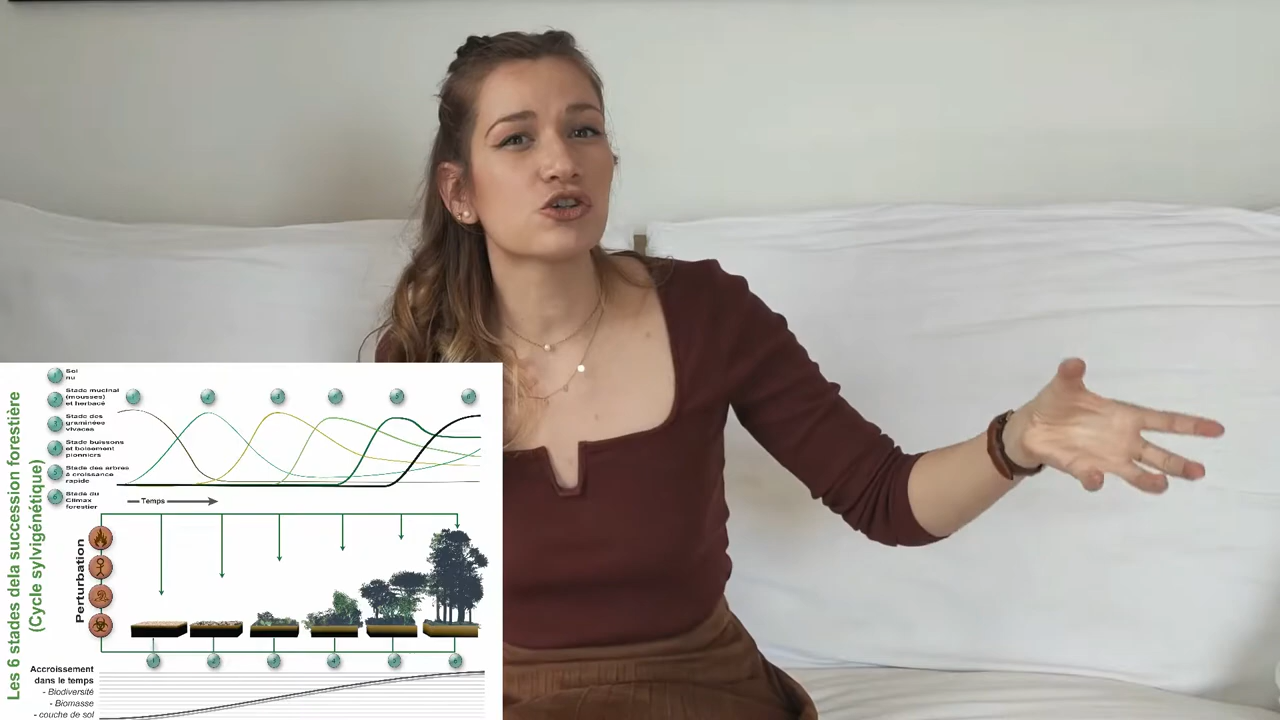 Les 6 stades dela succession forestière
(Cycle sylvigénétique)
Sol
nu
Stade mucinal
(mousses)
et herbacé
Stade des
graminées
vivaces
Stade buissons
et boisement
pionniers
Stade des arbres
à croissance
rapide
Stade du
Climax
forestier
Temps
Perturbation
Accroissement
dans le temps
- Biodiversité
- Biomasse
- couche de sol